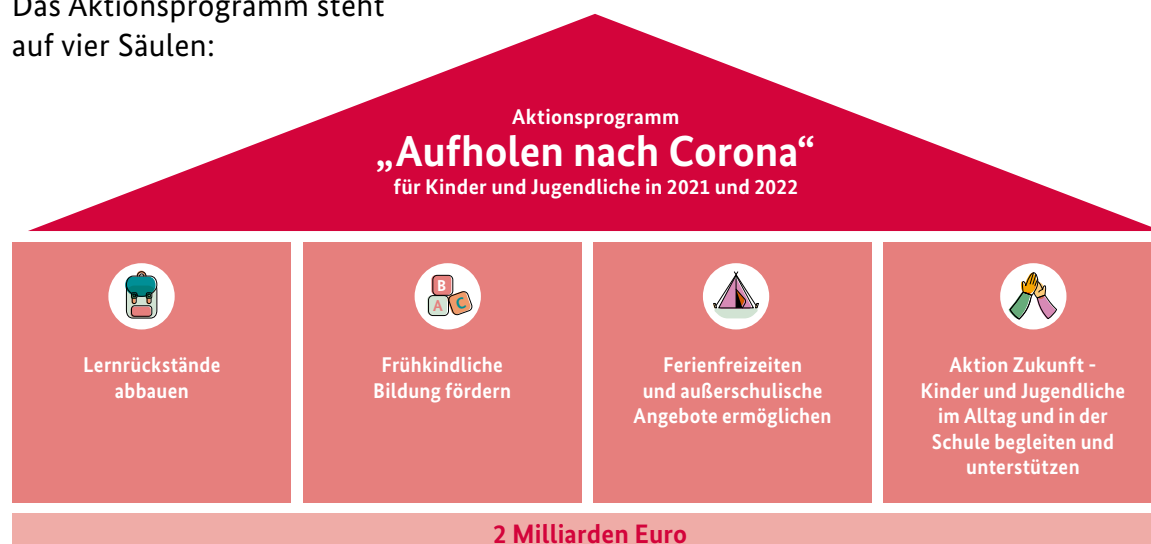 Das Aktionsprogramm steht
auf vier Säulen:
Aktionsprogramm
„Aufholen nach Corona“
für Kinder und Jugendliche in 2021 und 2022
B
A C
Lernrückstände
abbauen
Frühkindliche
Bildung fördern
Ferienfreizeiten
und außerschulische
Angebote ermöglichen
Aktion Zukunft -
Kinder und Jugendliche
im Alltag und in der
Schule begleiten und
unterstützen
2 Milliarden Euro